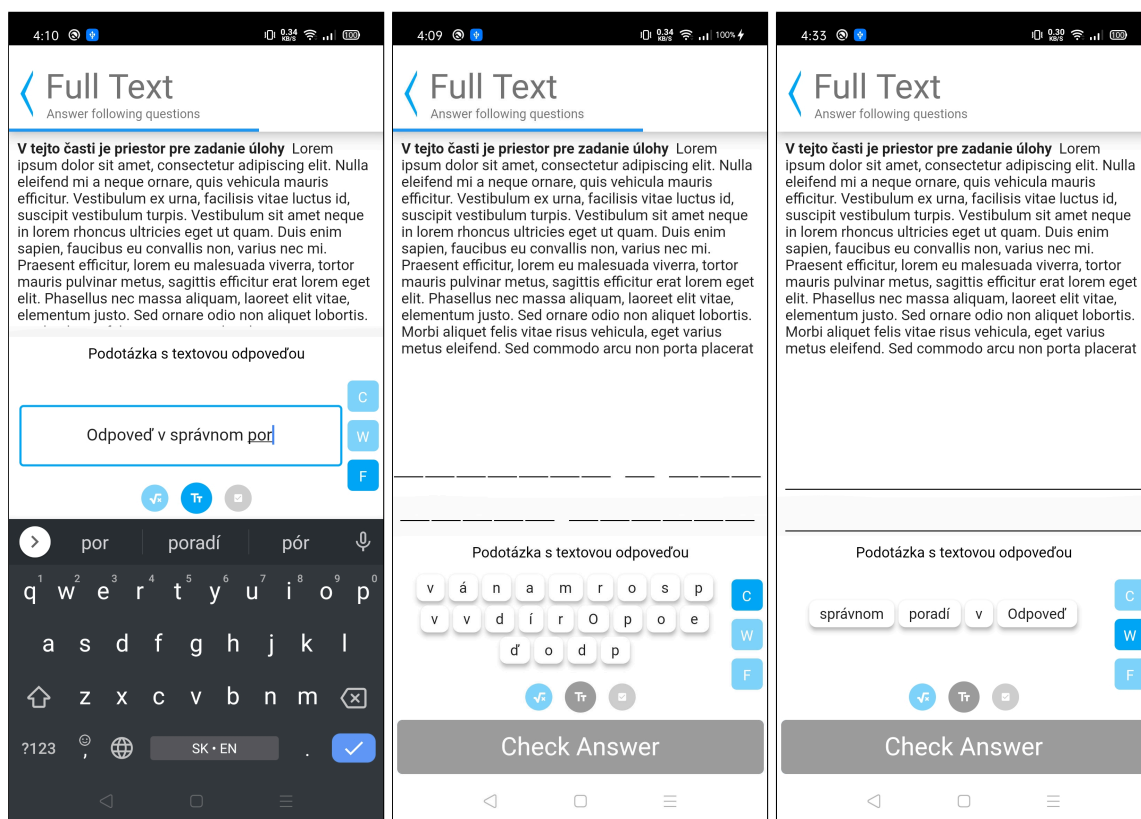 4:10
0.34
KB/S
100
Full Text
Answer following questions
V tejto časti je priestor pre zadanie úlohy Lorem
ipsum dolor sit amet, consectetur adipiscing elit. Nulla
eleifend mi a neque ornare, quis vehicula mauris
efficitur. Vestibulum ex urna, facilisis vitae luctus id,
suscipit vestibulum turpis. Vestibulum sit amet neque
in lorem rhoncus ultricies eget ut quam. Duis enim
sapien, faucibus eu convallis non, varius nec mi.
Praesent efficitur, lorem eu malesuada viverra, tortor
mauris pulvinar metus, sagittis efficitur erat lorem eget
elit. Phasellus nec massa aliquam, laoreet elit vitae,
elementum justo. Sed ornare odio non aliquet lobortis.
Podotázka s textovou odpoveďou
C
Odpoveď v správnom por
W
F
√x Tт
por poradí pór
q1 w2 e3 r4 t5 y6 u7 i8 o9 p0
a s d f g h j k l
z x c v b n m
?123 , SK • EN .
4:09
0.34
KB/S
100%
Full Text
Answer following questions
V tejto časti je priestor pre zadanie úlohy Lorem
ipsum dolor sit amet, consectetur adipiscing elit. Nulla
eleifend mi a neque ornare, quis vehicula mauris
efficitur. Vestibulum ex urna, facilisis vitae luctus id,
suscipit vestibulum turpis. Vestibulum sit amet neque
in lorem rhoncus ultricies eget ut quam. Duis enim
sapien, faucibus eu convallis non, varius nec mi.
Praesent efficitur, lorem eu malesuada viverra, tortor
mauris pulvinar metus, sagittis efficitur erat lorem eget
elit. Phasellus nec massa aliquam, laoreet elit vitae,
elementum justo. Sed ornare odio non aliquet lobortis.
Morbi aliquet felis vitae risus vehicula, eget varius
metus eleifend. Sed commodo arcu non porta placerat
Podotázka s textovou odpoveďou
v á n a m r o s p
C
v v d í r O p o e
W
ď o d p
F
√x Tт
Check Answer
4:33
0.30
KB/S
100
Full Text
Answer following questions
V tejto časti je priestor pre zadanie úlohy Lorem
ipsum dolor sit amet, consectetur adipiscing elit. Nulla
eleifend mi a neque ornare, quis vehicula mauris
efficitur. Vestibulum ex urna, facilisis vitae luctus id,
suscipit vestibulum turpis. Vestibulum sit amet neque
in lorem rhoncus ultricies eget ut quam. Duis enim
sapien, faucibus eu convallis non, varius nec mi.
Praesent efficitur, lorem eu malesuada viverra, tortor
mauris pulvinar metus, sagittis efficitur erat lorem eget
elit. Phasellus nec massa aliquam, laoreet elit vitae,
elementum justo. Sed ornare odio non aliquet lobortis.
Morbi aliquet felis vitae risus vehicula, eget varius
metus eleifend. Sed commodo arcu non porta placerat
Podotázka s textovou odpoveďou
C
správnom poradí v Odpoveď
W
F
√x Tт
Check Answer